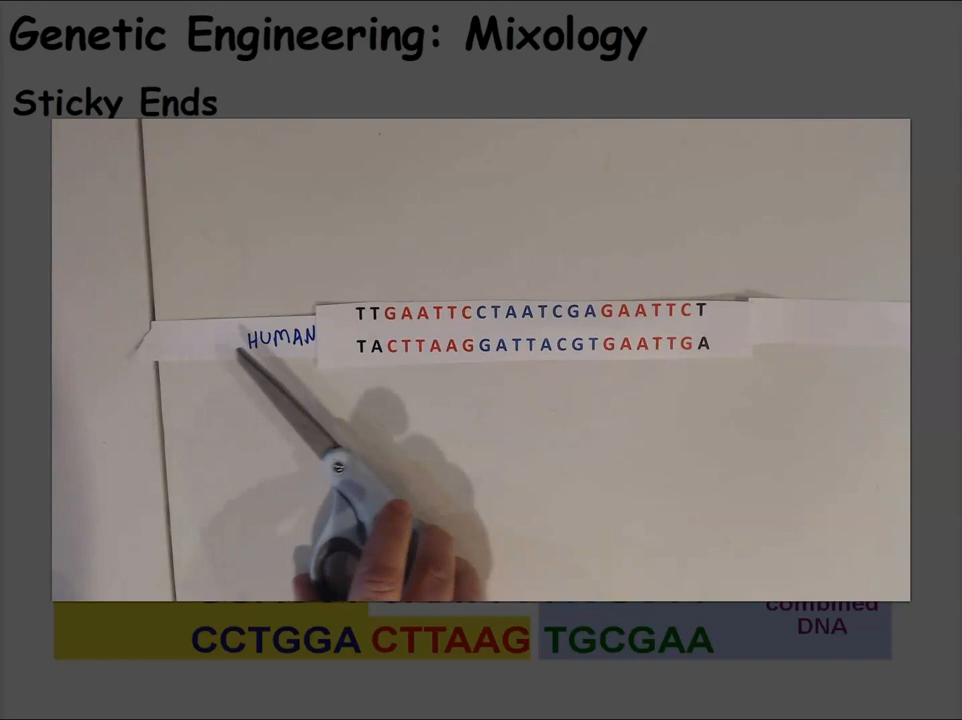 Genetic Engineering: Mixology
Sticky Ends
HUMAN
TTGAATTCCTAATCGAGAATTCT
TACTTAAGGATTACGTGAATTGA
combined
DNA
CCTGGA CTTAAG TGCGAA